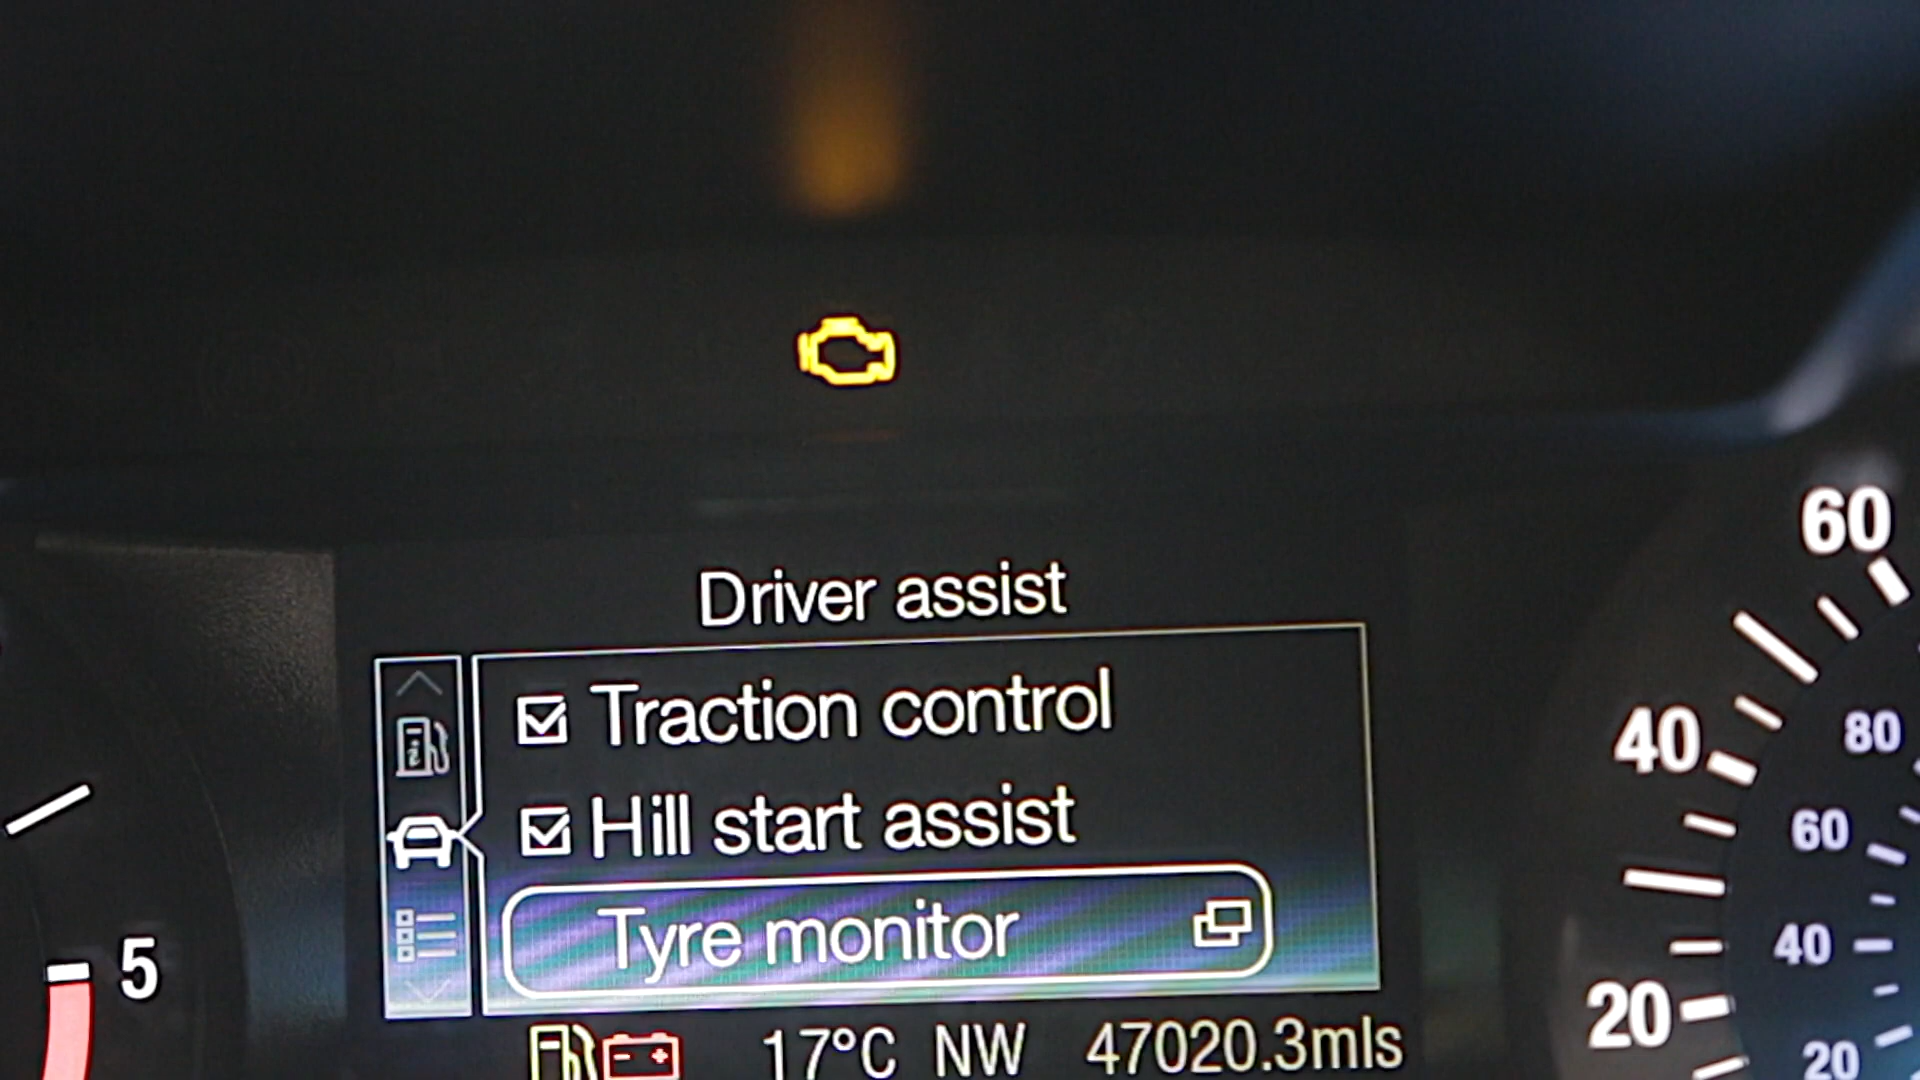 Driver assist
Traction control
Hill start assist
Tyre monitor
17°C NW 47020.3mls
5
60
40
20
80
60
40
20